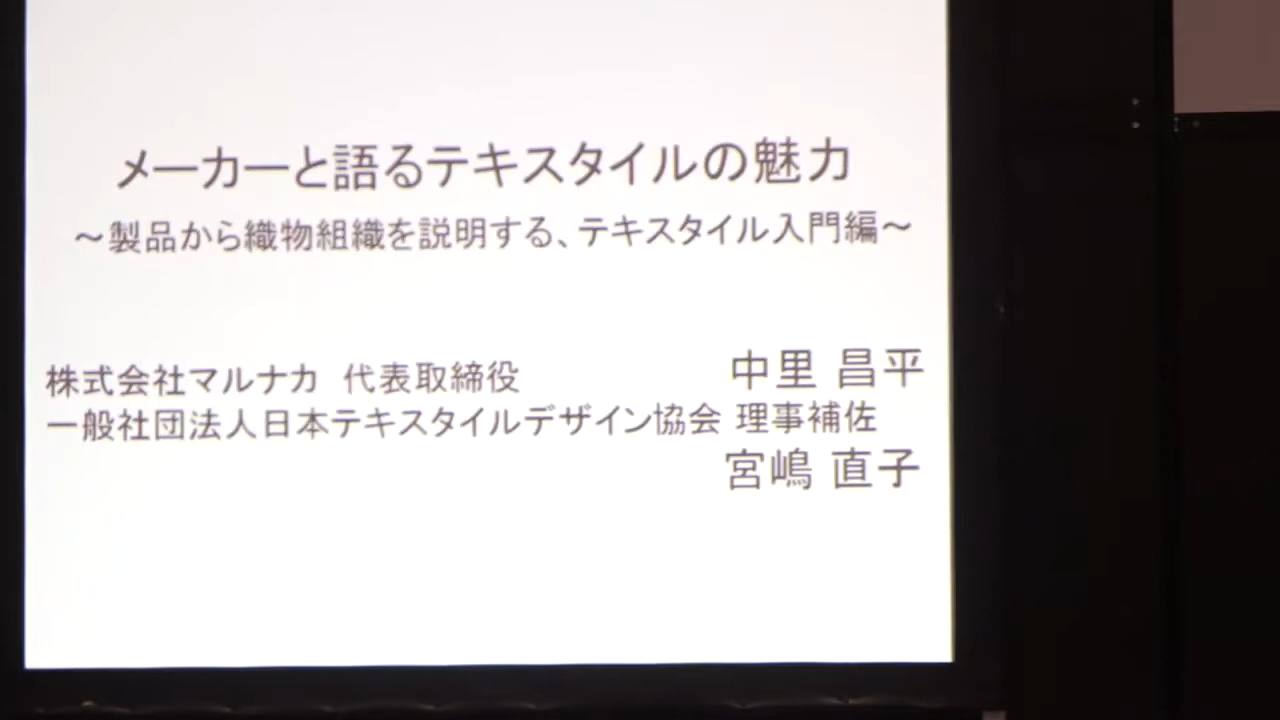 メーカーと語るテキスタイルの魅力
～製品から織物組織を説明する、テキスタイル入門編～
株式会社マルナカ 代表取締役 中里 昌平
一般社団法人日本テキスタイルデザイン協会 理事補佐
宮嶋 直子